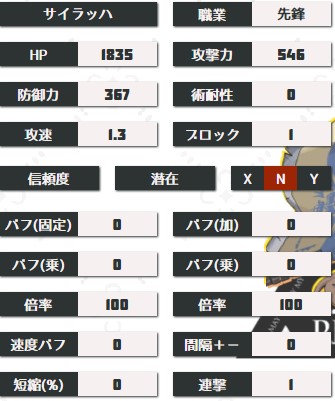 サイラッハ 職業 先鋒
HP 1835 攻撃力 546
防御力 367 術耐性 0
攻速 1.3 ブロック 1
信頼度 潜在 X N Y
バフ(固定) 0 バフ(加) 0
バフ(乗) 0 バフ(乗) 0
倍率 100 倍率 100
速度バフ 0 間隔+- 0
短縮(%) 0 連撃 1